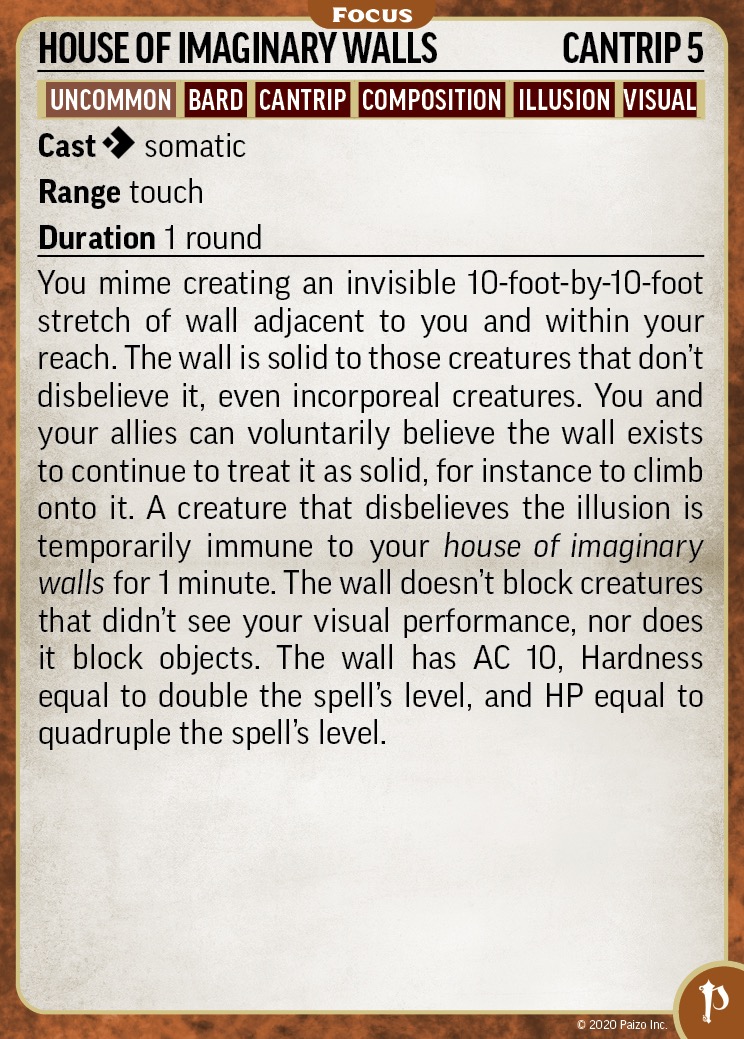 Focus
HOUSE OF IMAGINARY WALLS CANTRIP 5
UNCOMMON BARD CANTRIP COMPOSITION ILLUSION VISUAL
Cast somatic
Range touch
Duration 1 round
You mime creating an invisible 10-foot-by-10-foot
stretch of wall adjacent to you and within your
reach. The wall is solid to those creatures that don’t
disbelieve it, even incorporeal creatures. You and
your allies can voluntarily believe the wall exists
to continue to treat it as solid, for instance to climb
onto it. A creature that disbelieves the illusion is
temporarily immune to your house of imaginary
walls for 1 minute. The wall doesn’t block creatures
that didn’t see your visual performance, nor does
it block objects. The wall has AC 10, Hardness
equal to double the spell’s level, and HP equal to
quadruple the spell’s level.
© 2020 Paizo Inc.
P